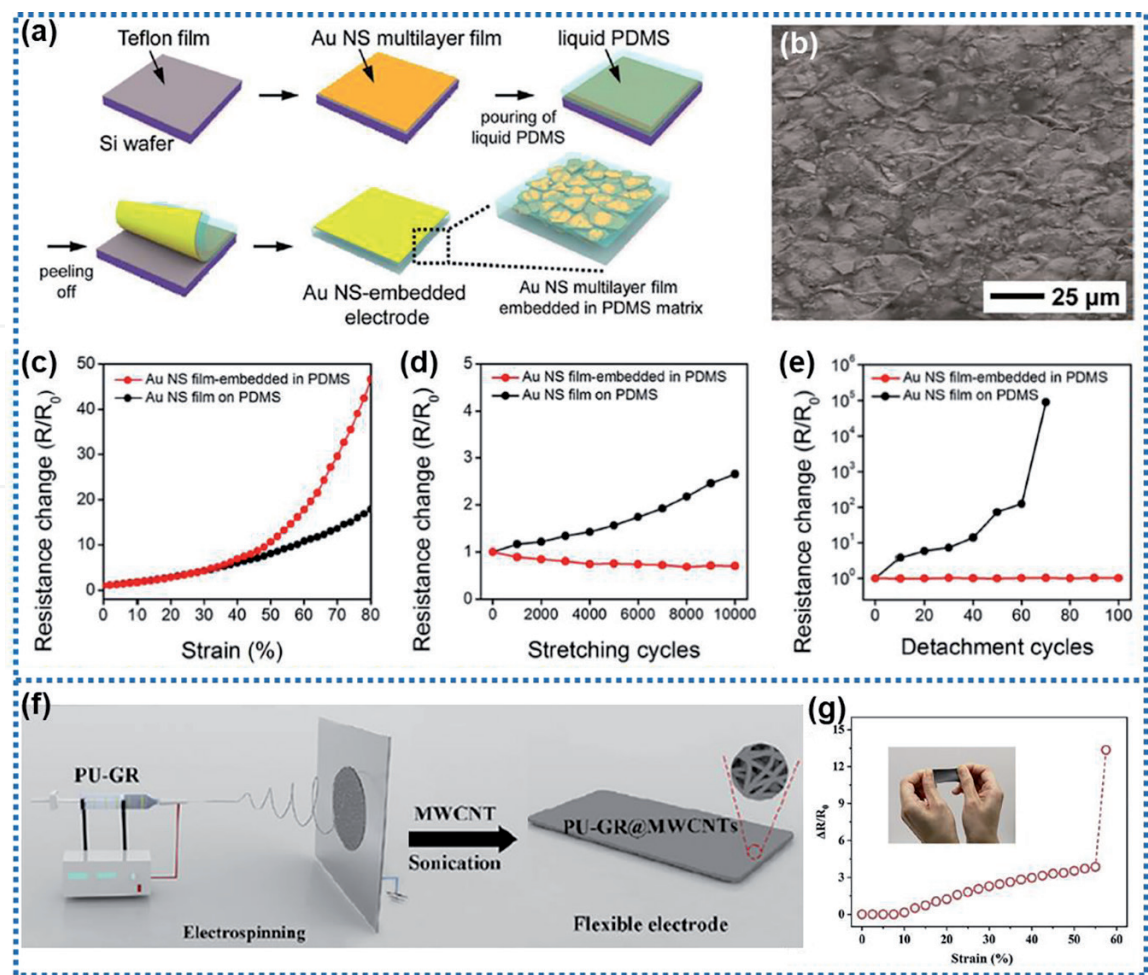 (a)
Teflon film
Au NS multilayer film
liquid PDMS
Si wafer
pouring of
liquid PDMS
peeling
off
Au NS-embedded
electrode
Au NS multilayer film
embedded in PDMS matrix
(b)
25 µm
(c)
Resistance change (R/R0)
50
40
30
20
10
0
Au NS film-embedded in PDMS
Au NS film on PDMS
0 10 20 30 40 50 60 70 80
Strain (%)
(d)
Resistance change (R/R0)
5
4
3
2
1
0
Au NS film-embedded in PDMS
Au NS film on PDMS
0 2000 4000 6000 8000 10000
Stretching cycles
(e)
Resistance change (R/R0)
10^6
10^5
10^4
10^3
10^2
10^1
10^0
Au NS film-embedded in PDMS
Au NS film on PDMS
0 20 40 60 80 100
Detachment cycles
(f)
PU-GR
Electrospinning
MWCNT
Sonication
PU-GR@MWCNTs
Flexible electrode
(g)
ΔR/R0
15
12
9
6
3
0
0 10 20 30 40 50 60
Strain (%)